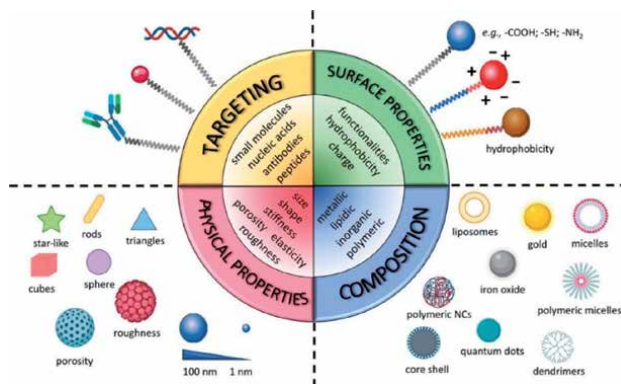 TARGETING
small molecules
nucleic acids
antibodies
peptides
SURFACE PROPERTIES
functionalities
hydrophobicity
charge
e.g., -COOH; -SH; -NH₂
- +
-
+
-
+
-
+
hydrophobicity
PHYSICAL PROPERTIES
size
shape
stiffness
porosity elasticity
roughness
COMPOSITION
metallic
lipidic
inorganic
polymeric
star-like
rods
triangles
cubes
sphere
roughness
porosity
100 nm 1 nm
liposomes
gold
micelles
iron oxide
polymeric NCs
polymeric micelles
core shell
quantum dots
dendrimers